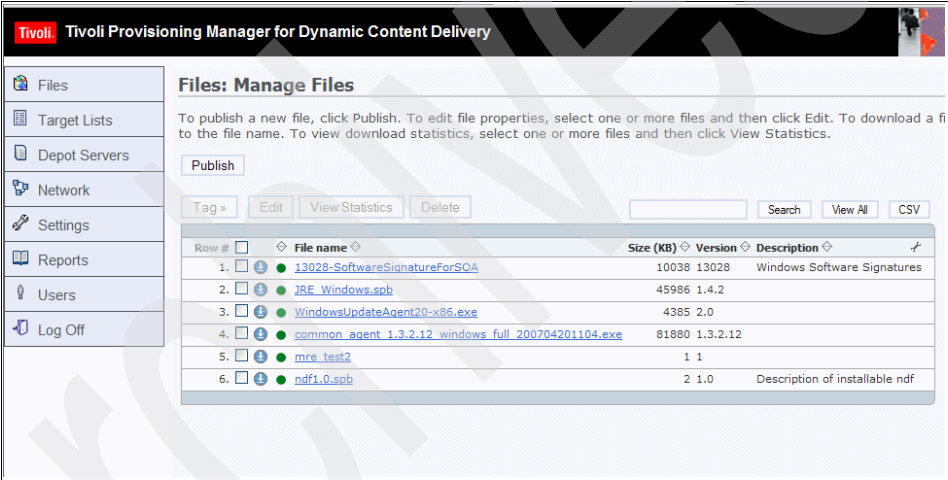 Tivoli. Tivoli Provisioning Manager for Dynamic Content Delivery
Files
Target Lists
Depot Servers
Network
Settings
Reports
Users
Log Off
Files: Manage Files
To publish a new file, click Publish. To edit file properties, select one or more files and then click Edit. To download a fi
to the file name. To view download statistics, select one or more files and then click View Statistics.
Publish
Tag » Edit View Statistics Delete Search View All CSV
Row # File name Size (KB) Version Description
1. 13028-SoftwareSignatureForSOA 10038 13028 Windows Software Signatures
2. JRE_Windows.spb 45986 1.4.2
3. WindowsUpdateAgent20-x86.exe 4385 2.0
4. common_agent_1.3.2.12_windows_full_200704201104.exe 81880 1.3.2.12
5. mre_test2 1 1
6. ndf1.0.spb 2 1.0 Description of installable ndf